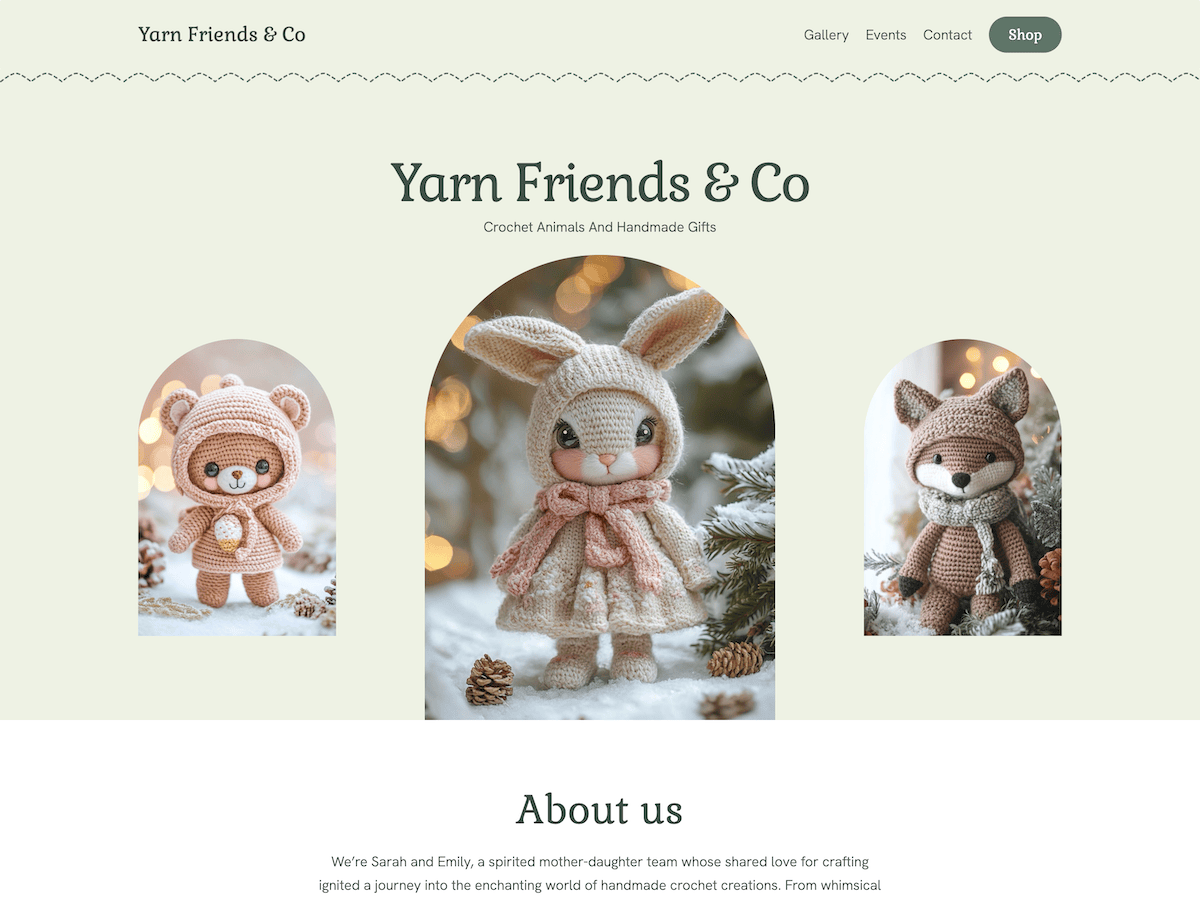 Yarn Friends & Co
Gallery Events Contact Shop
Yarn Friends & Co
Crochet Animals And Handmade Gifts
About us
We’re Sarah and Emily, a spirited mother-daughter team whose shared love for crafting
ignited a journey into the enchanting world of handmade crochet creations. From whimsical